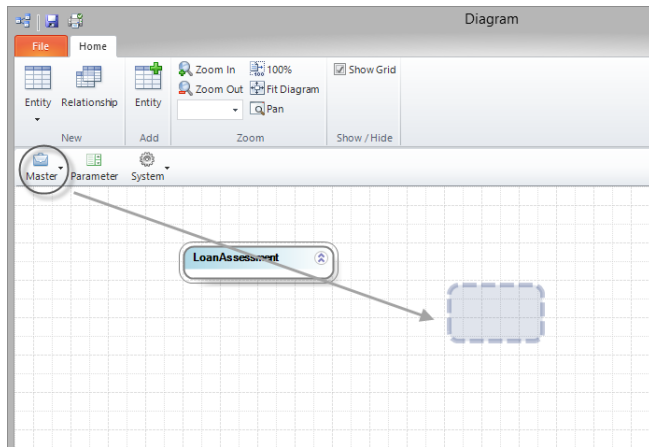 Diagram
File Home
Zoom In 100% Show Grid
Zoom Out Fit Diagram
Entity Relationship Entity Pan
New Add Zoom Show / Hide
Master Parameter System
LoanAssessment